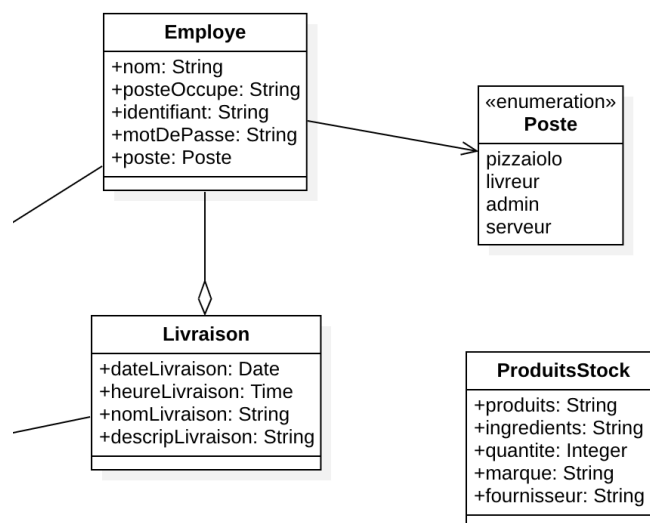 Employe
+nom: String
+posteOccupe: String
+identifiant: String
+motDePasse: String
+poste: Poste
«enumeration»
Poste
pizzaiolo
livreur
admin
serveur
Livraison
+dateLivraison: Date
+heureLivraison: Time
+nomLivraison: String
+descripLivraison: String
ProduitsStock
+produits: String
+ingredients: String
+quantite: Integer
+marque: String
+fournisseur: String